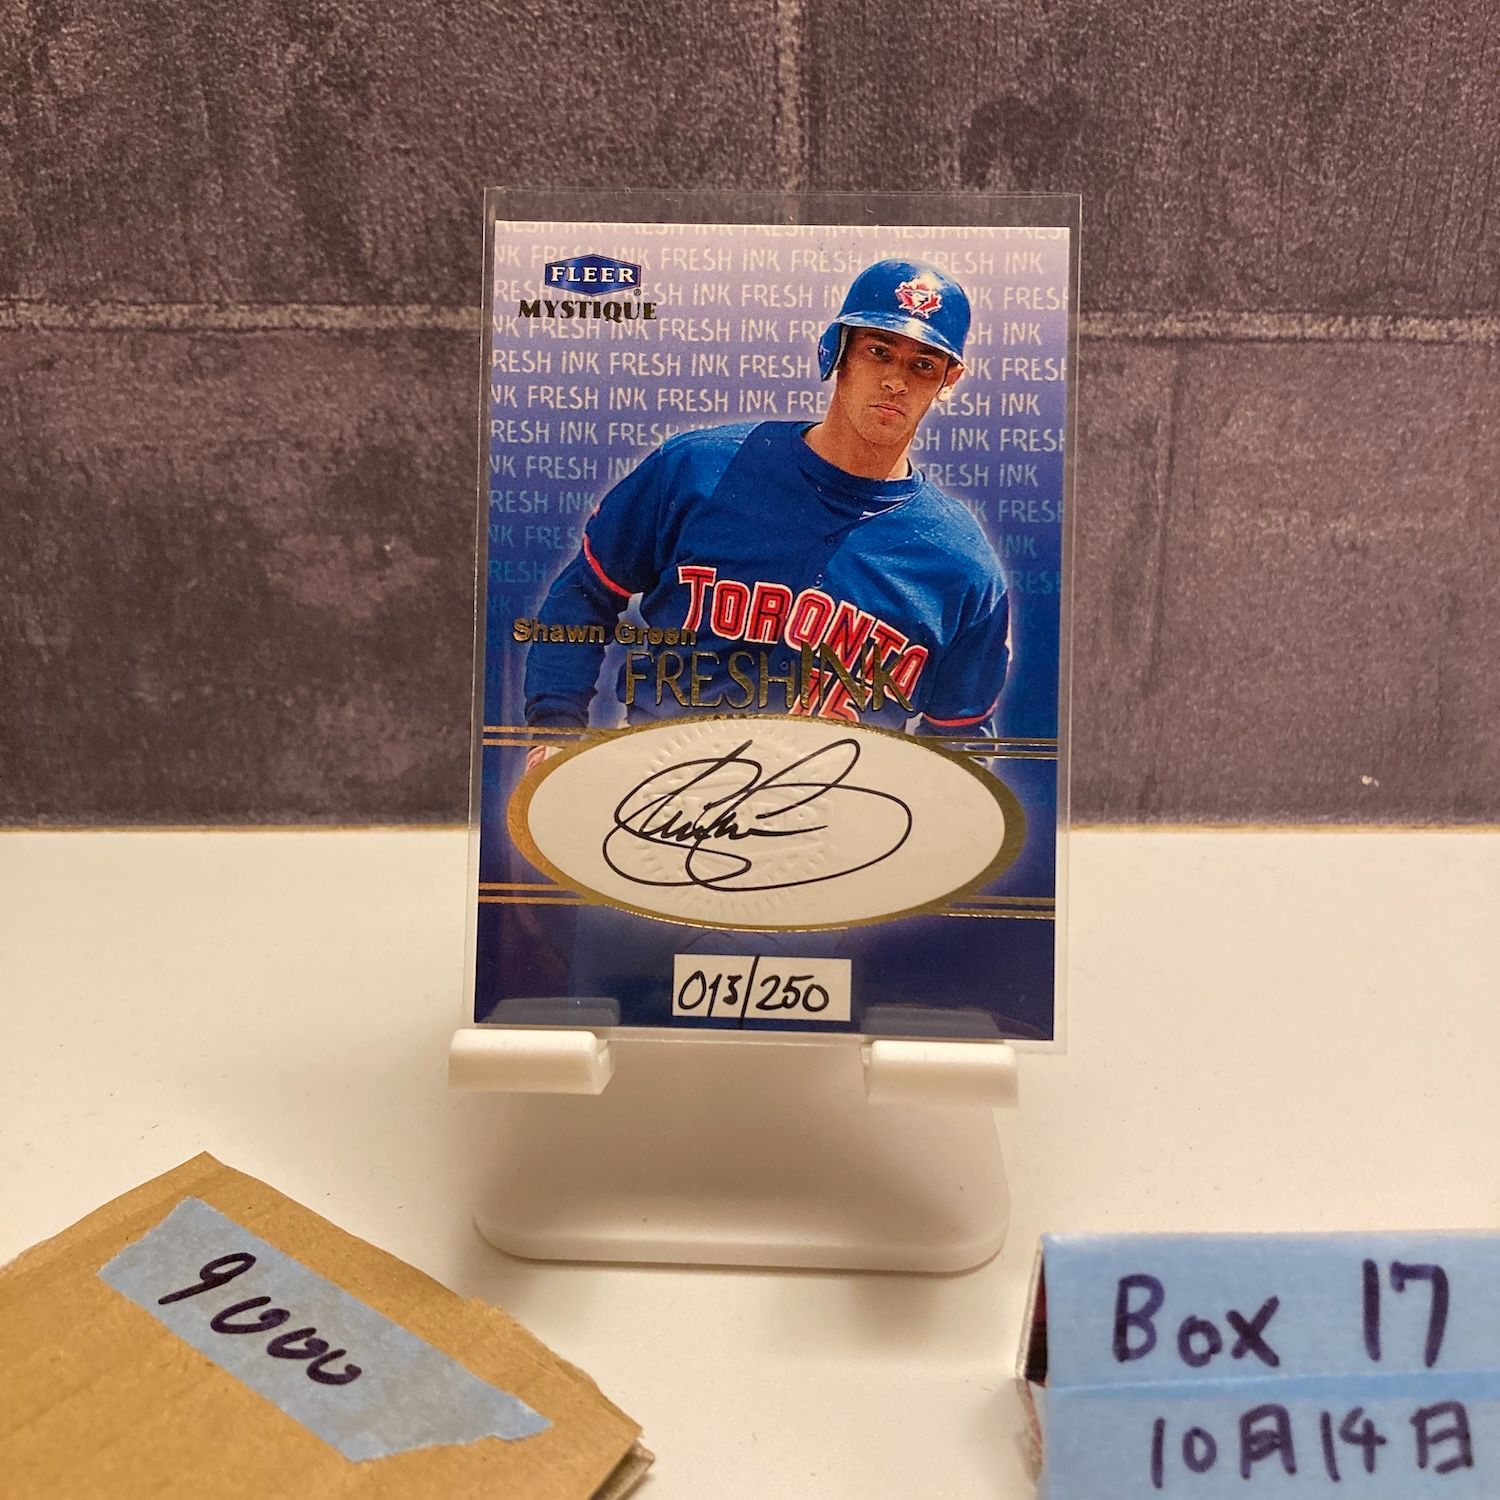 FLEER
MYSTIQUE
FRESH INK FRESH INK FRESH INK
Shawn Green
TORONTO
15
FRESH INK
013/250
9000
Box 17
10月14日